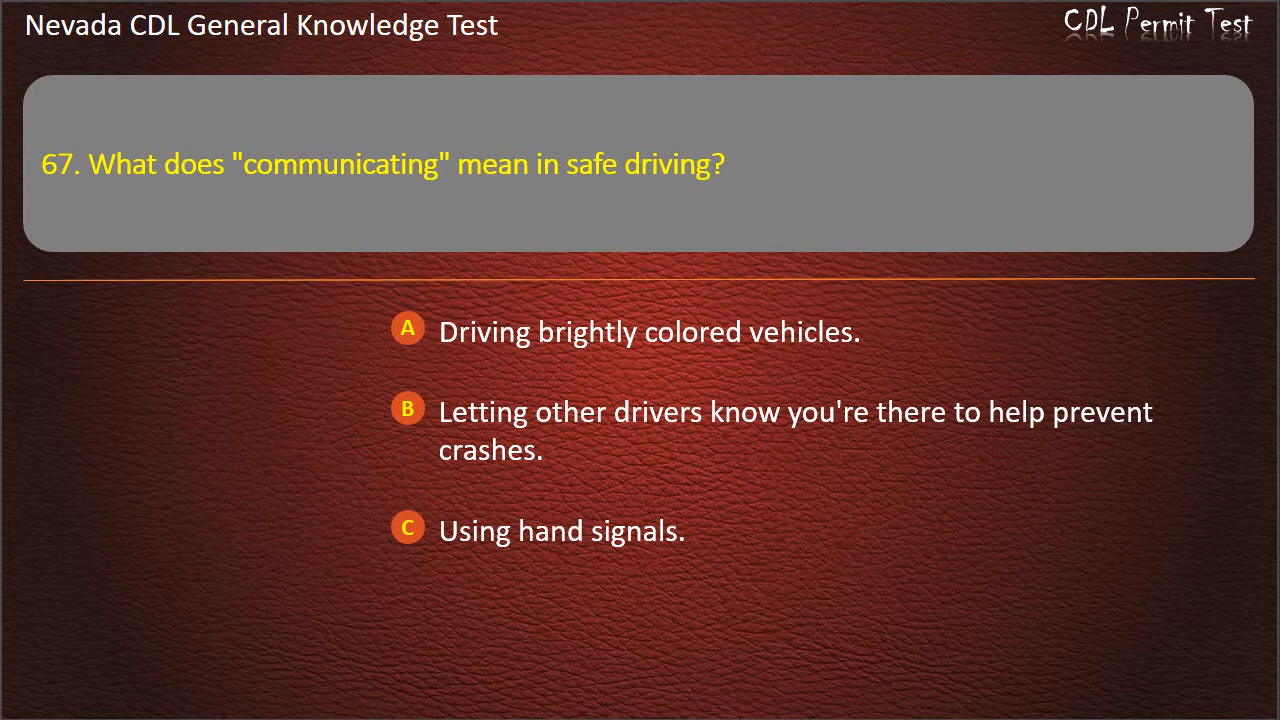 Nevada CDL General Knowledge Test
CDL Permit Test
67. What does "communicating" mean in safe driving?
A Driving brightly colored vehicles.
B Letting other drivers know you're there to help prevent
crashes.
C Using hand signals.